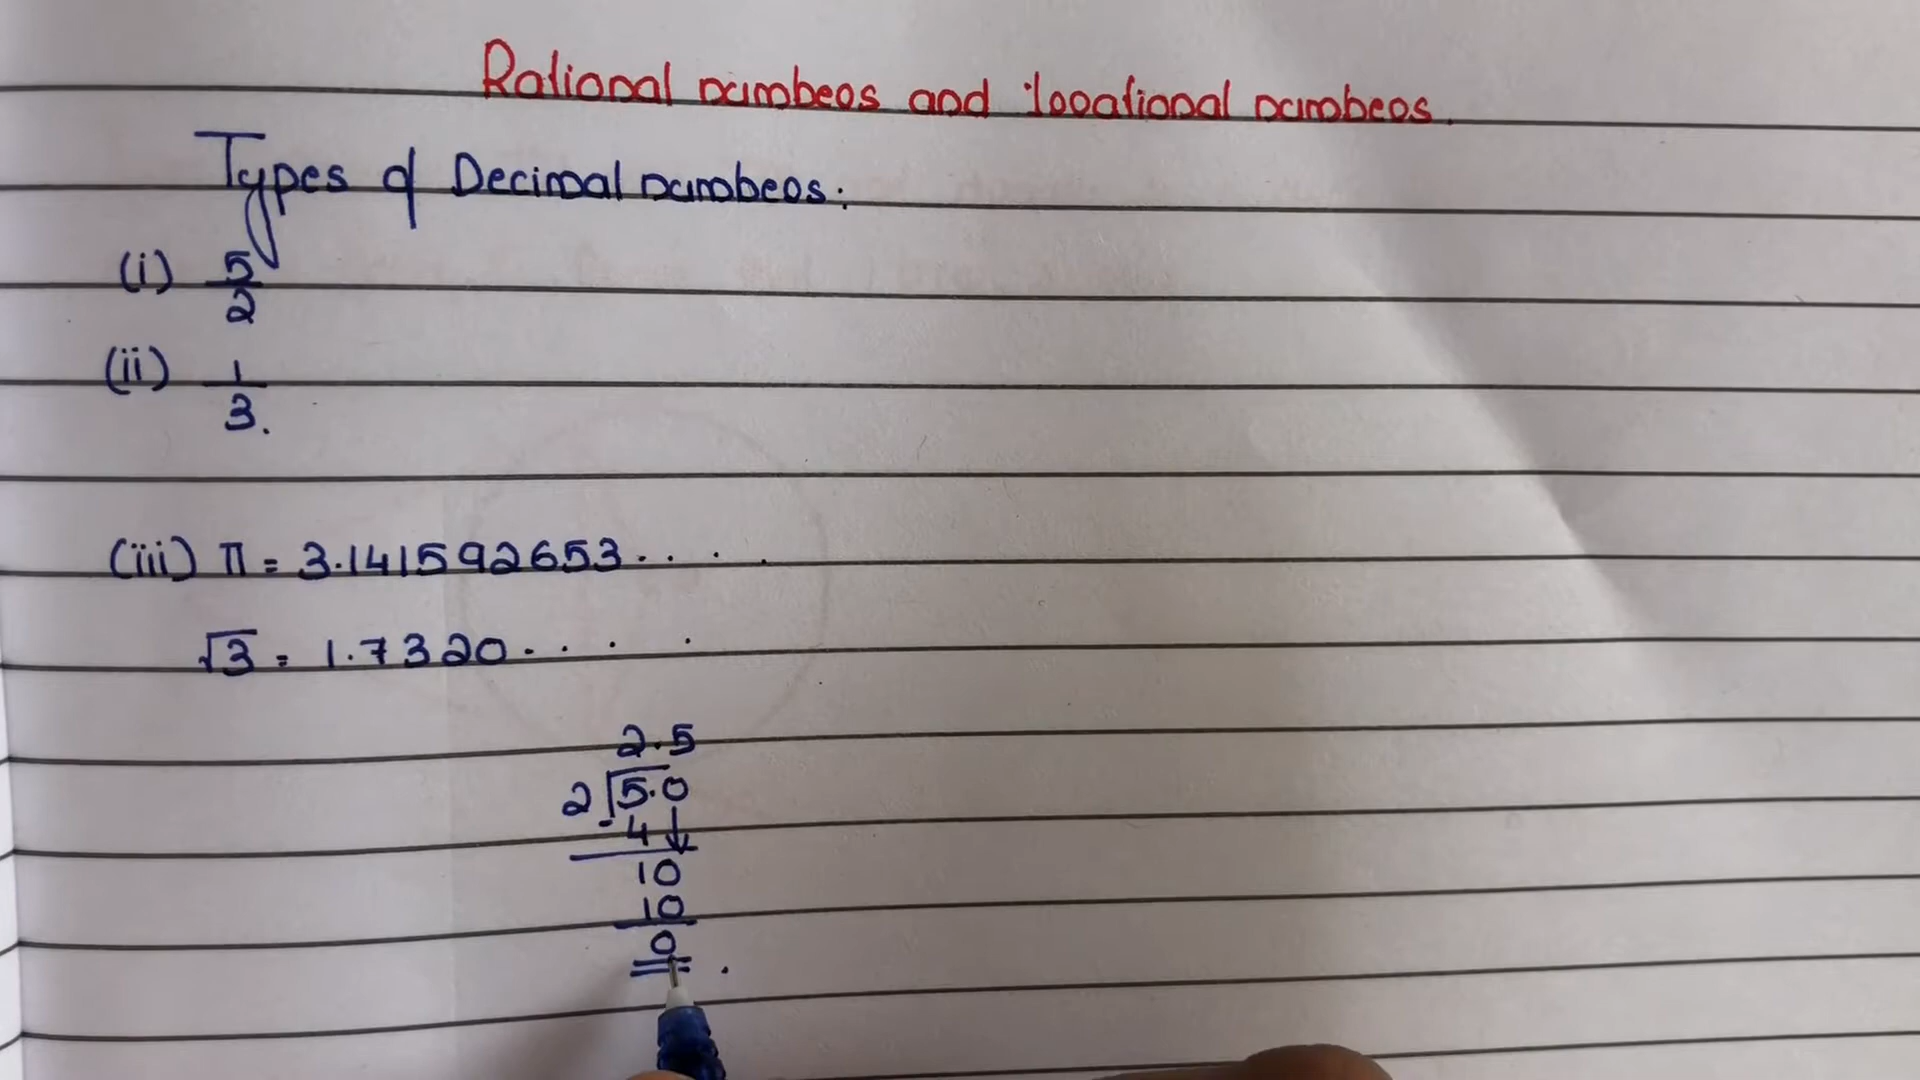 Rational numbers and irrational numbers.
Types of Decimal numbers:
(i) 5/2
(ii) 1/3.
(iii) π = 3.141592653.....
√3 = 1.7320.....
2.5
2 √5.0
- 4 ↓
10
10
0